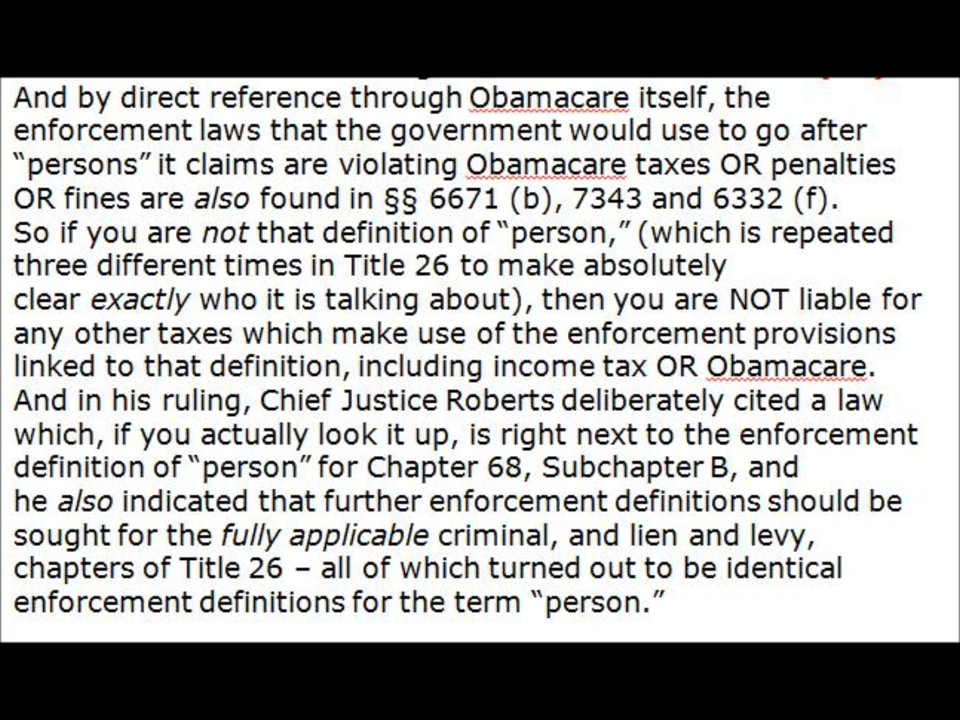 And by direct reference through Obamacare itself, the
enforcement laws that the government would use to go after
“persons” it claims are violating Obamacare taxes OR penalties
OR fines are also found in §§ 6671 (b), 7343 and 6332 (f).
So if you are not that definition of “person,” (which is repeated
three different times in Title 26 to make absolutely
clear exactly who it is talking about), then you are NOT liable for
any other taxes which make use of the enforcement provisions
linked to that definition, including income tax OR Obamacare.
And in his ruling, Chief Justice Roberts deliberately cited a law
which, if you actually look it up, is right next to the enforcement
definition of “person” for Chapter 68, Subchapter B, and
he also indicated that further enforcement definitions should be
sought for the fully applicable criminal, and lien and levy,
chapters of Title 26 – all of which turned out to be identical
enforcement definitions for the term “person.”